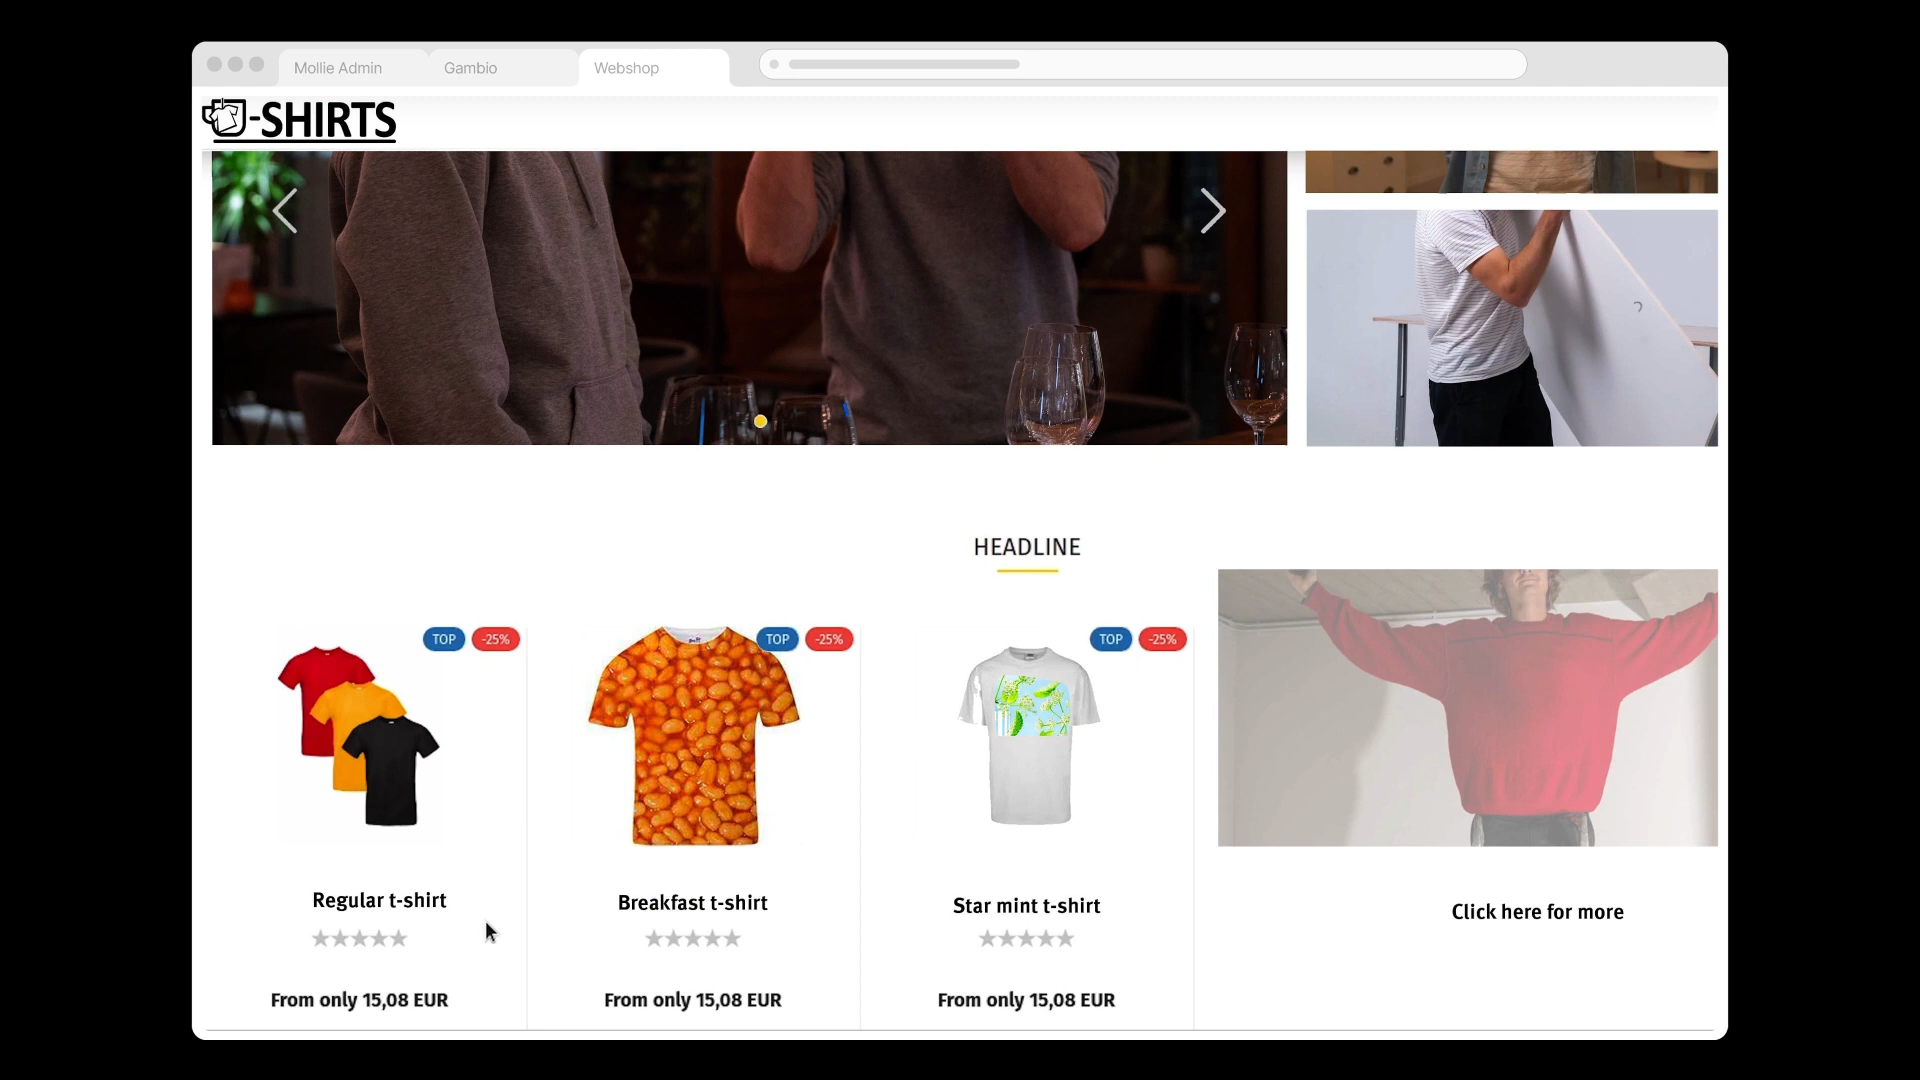 Mollie Admin
Gambio
Webshop
-SHIRTS
HEADLINE
TOP -25%
TOP -25%
TOP -25%
Regular t-shirt
Breakfast t-shirt
Star mint t-shirt
Click here for more
From only 15,08 EUR
From only 15,08 EUR
From only 15,08 EUR